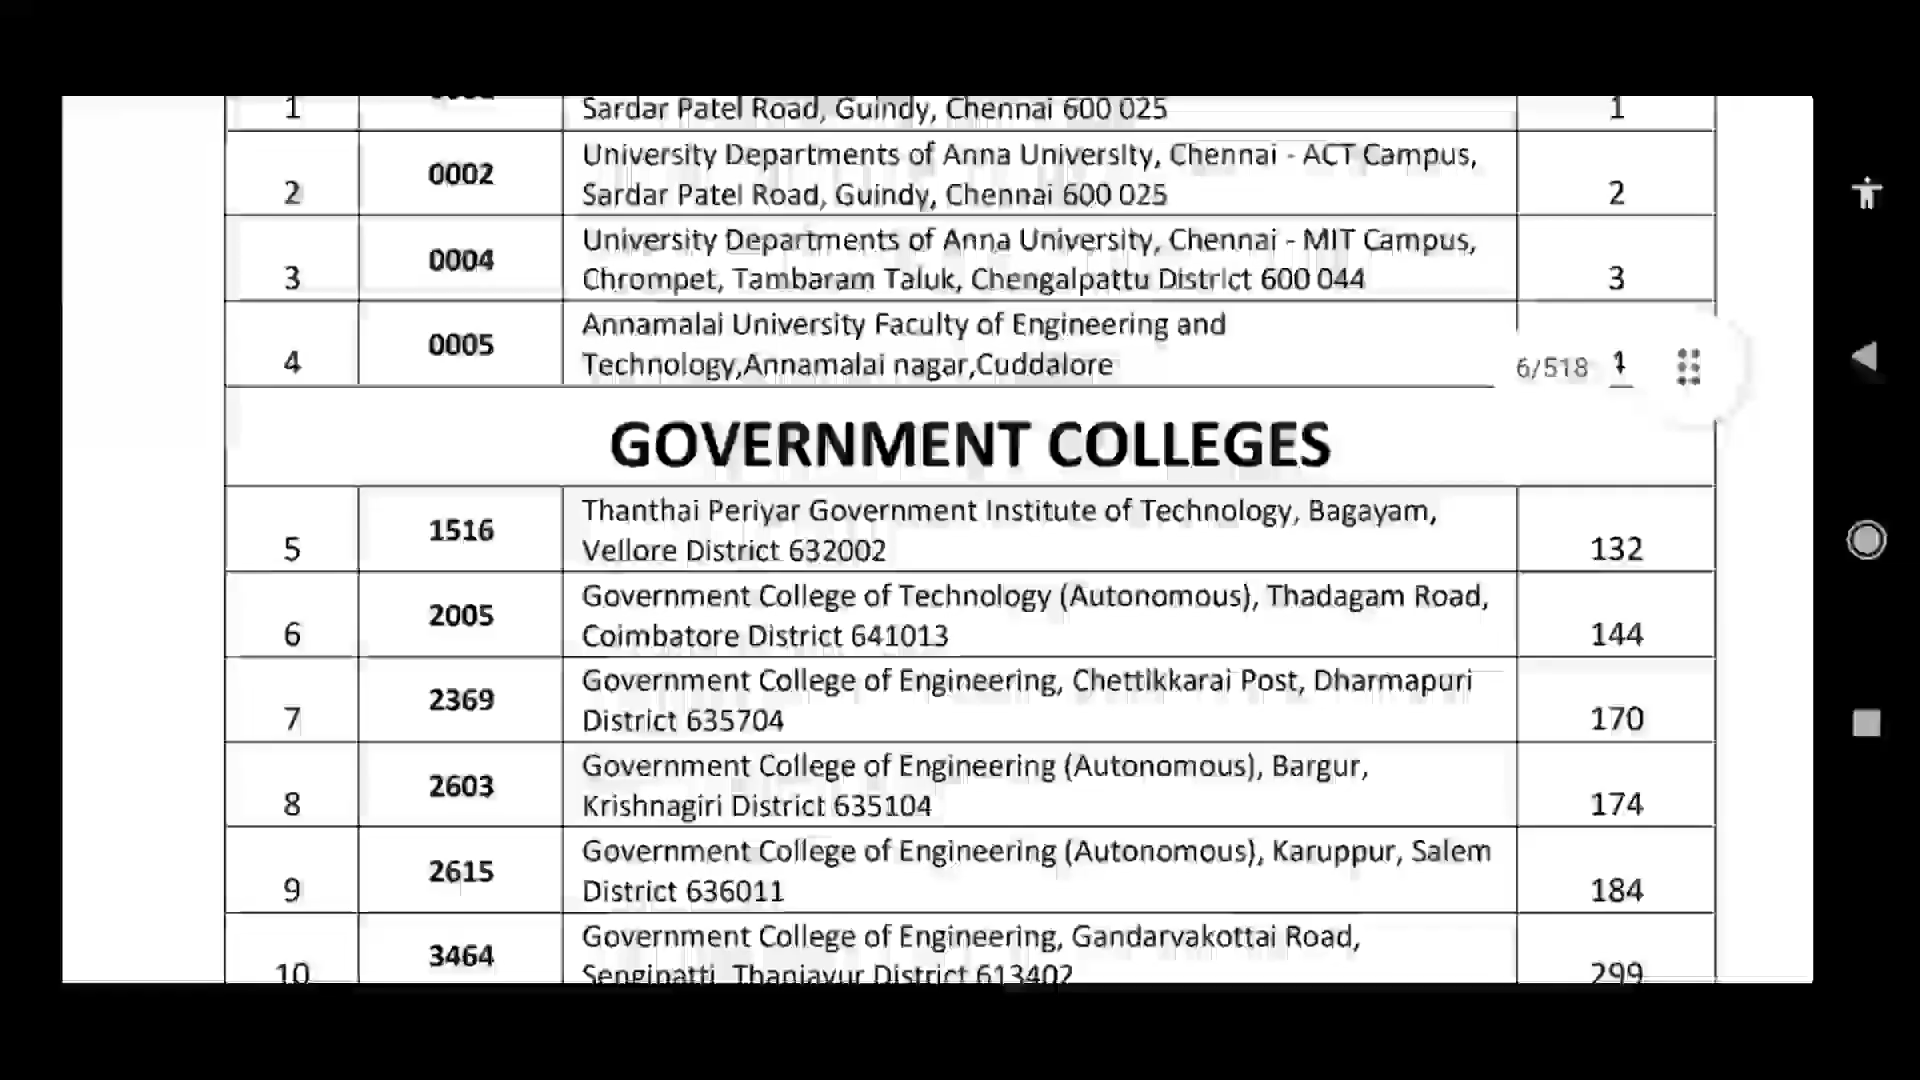 1 Sardar Patel Road, Guindy, Chennai 600 025 1
2 0002 University Departments of Anna University, Chennai - ACT Campus,
Sardar Patel Road, Guindy, Chennai 600 025 2
3 0004 University Departments of Anna University, Chennai - MIT Campus,
Chrompet, Tambaram Taluk, Chengalpattu District 600 044 3
4 0005 Annamalai University Faculty of Engineering and
Technology,Annamalai nagar,Cuddalore
6/518
GOVERNMENT COLLEGES
5 1516 Thanthai Periyar Government Institute of Technology, Bagayam,
Vellore District 632002 132
6 2005 Government College of Technology (Autonomous), Thadagam Road,
Coimbatore District 641013 144
7 2369 Government College of Engineering, Chettikkarai Post, Dharmapuri
District 635704 170
8 2603 Government College of Engineering (Autonomous), Bargur,
Krishnagiri District 635104 174
9 2615 Government College of Engineering (Autonomous), Karuppur, Salem
District 636011 184
10 3464 Government College of Engineering, Gandarvakottai Road,
Sengipatti, Thanjavur District 613402 299